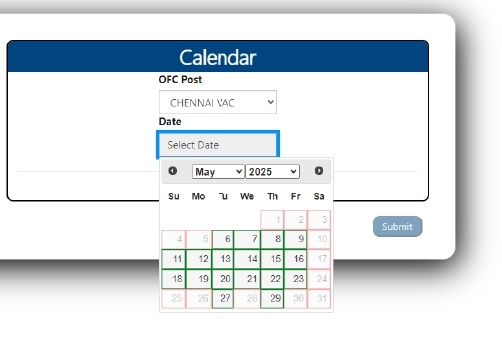 Calendar
OFC Post
CHENNAI VAC
Date
Select Date
May 2025
Su Mo Tu We Th Fr Sa
1 2 3
4 5 6 7 8 9 10
11 12 13 14 15 16 17
18 19 20 21 22 23 24
25 26 27 28 29 30 31
Submit